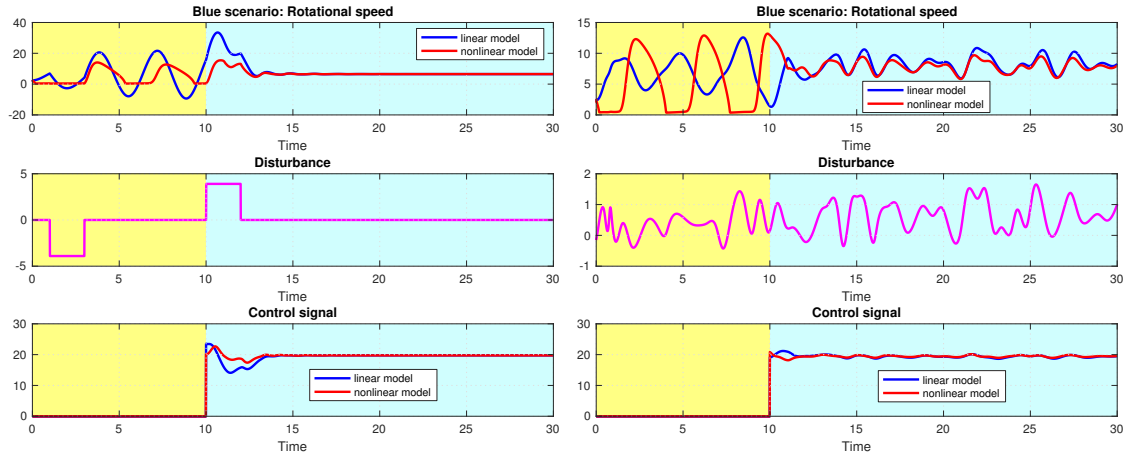 Blue scenario: Rotational speed
40
20
0
-20
linear model
nonlinear model
0 5 10 15 20 25 30
Time
Disturbance
5
0
-5
0 5 10 15 20 25 30
Time
Control signal
30
20
10
0
linear model
nonlinear model
0 5 10 15 20 25 30
Time
Blue scenario: Rotational speed
15
10
5
0
linear model
nonlinear model
0 5 10 15 20 25 30
Time
Disturbance
2
1
0
-1
0 5 10 15 20 25 30
Time
Control signal
30
20
10
0
linear model
nonlinear model
0 5 10 15 20 25 30
Time